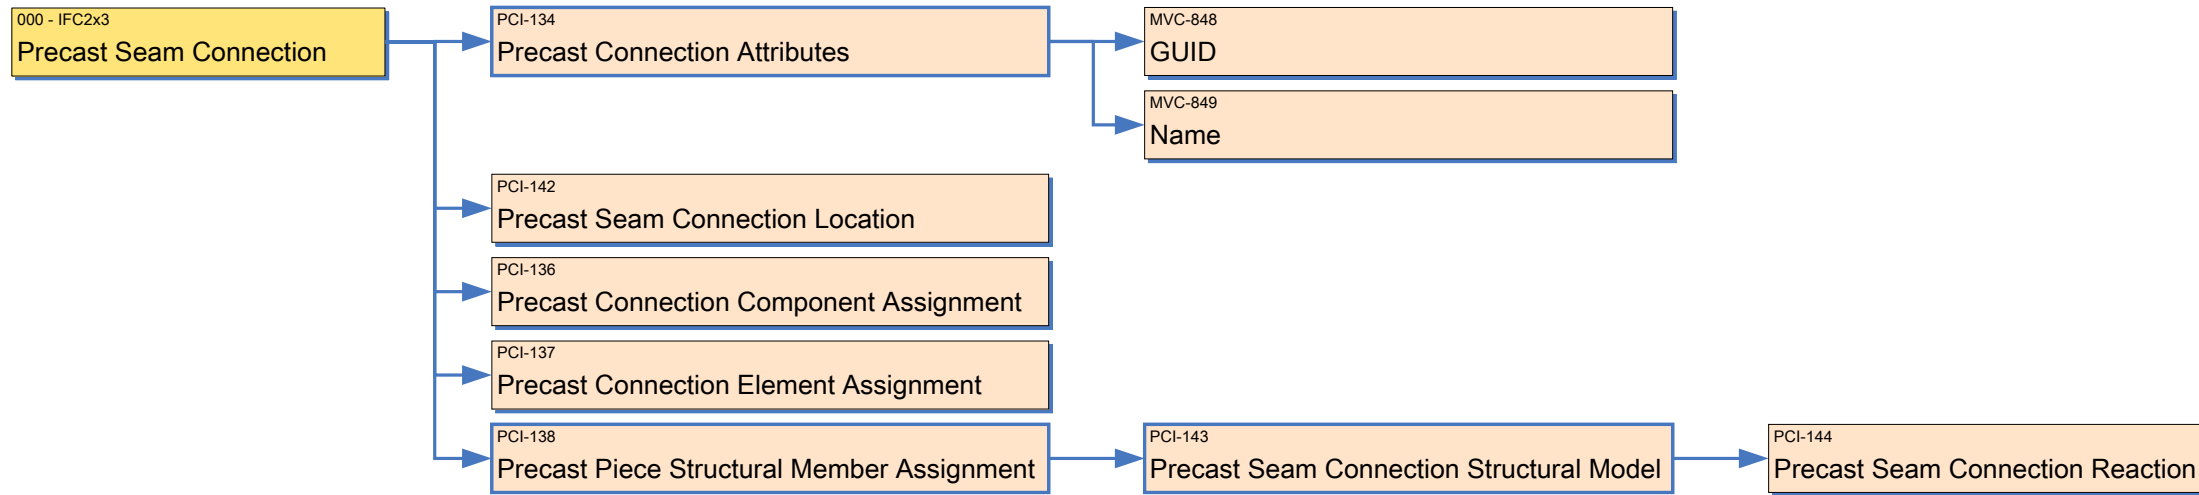 000 - IFC2x3
Precast Seam Connection
PCI-134
Precast Connection Attributes
MVC-848
GUID
MVC-849
Name
PCI-142
Precast Seam Connection Location
PCI-136
Precast Connection Component Assignment
PCI-137
Precast Connection Element Assignment
PCI-138
Precast Piece Structural Member Assignment
PCI-143
Precast Seam Connection Structural Model
PCI-144
Precast Seam Connection Reaction